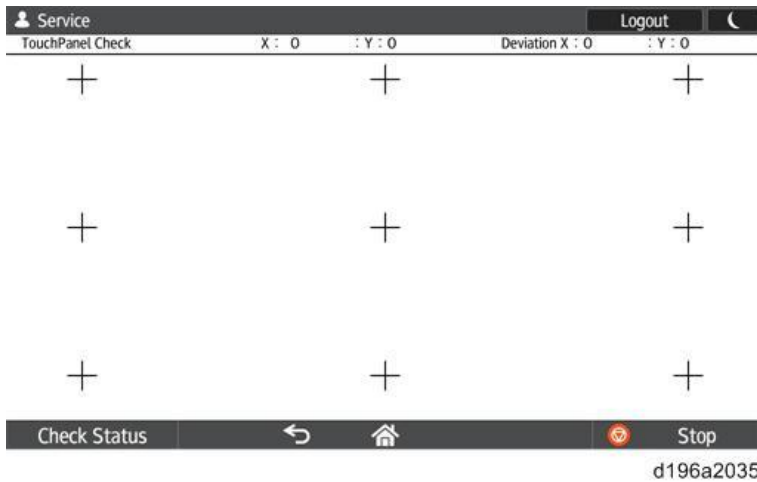 Service Logout
TouchPanel Check X : 0 : Y : 0 Deviation X : 0 : Y : 0
Check Status Stop
d196a2035